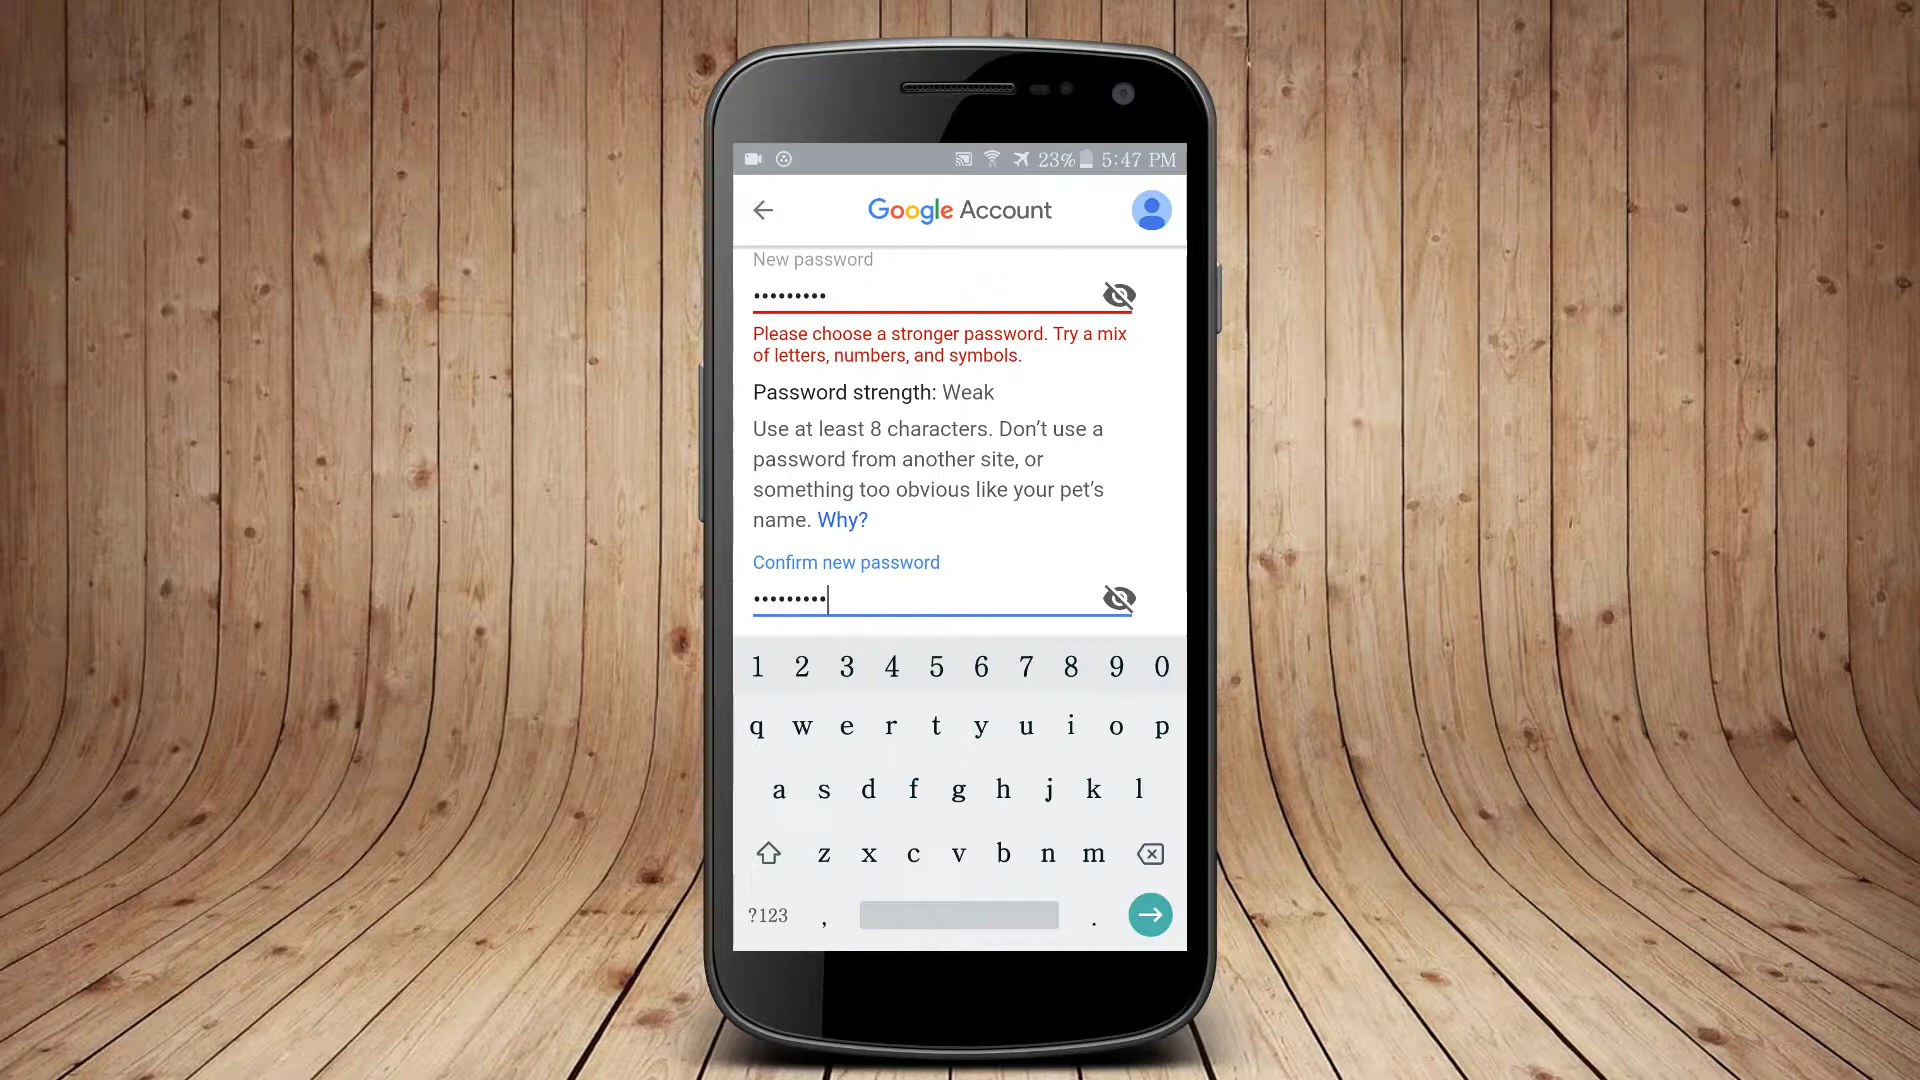 23% 5:47 PM
Google Account
New password
•••••••••
Please choose a stronger password. Try a mix
of letters, numbers, and symbols.
Password strength: Weak
Use at least 8 characters. Don’t use a
password from another site, or
something too obvious like your pet’s
name. Why?
Confirm new password
•••••••••
1 2 3 4 5 6 7 8 9 0
q w e r t y u i o p
a s d f g h j k l
z x c v b n m
?123 , .